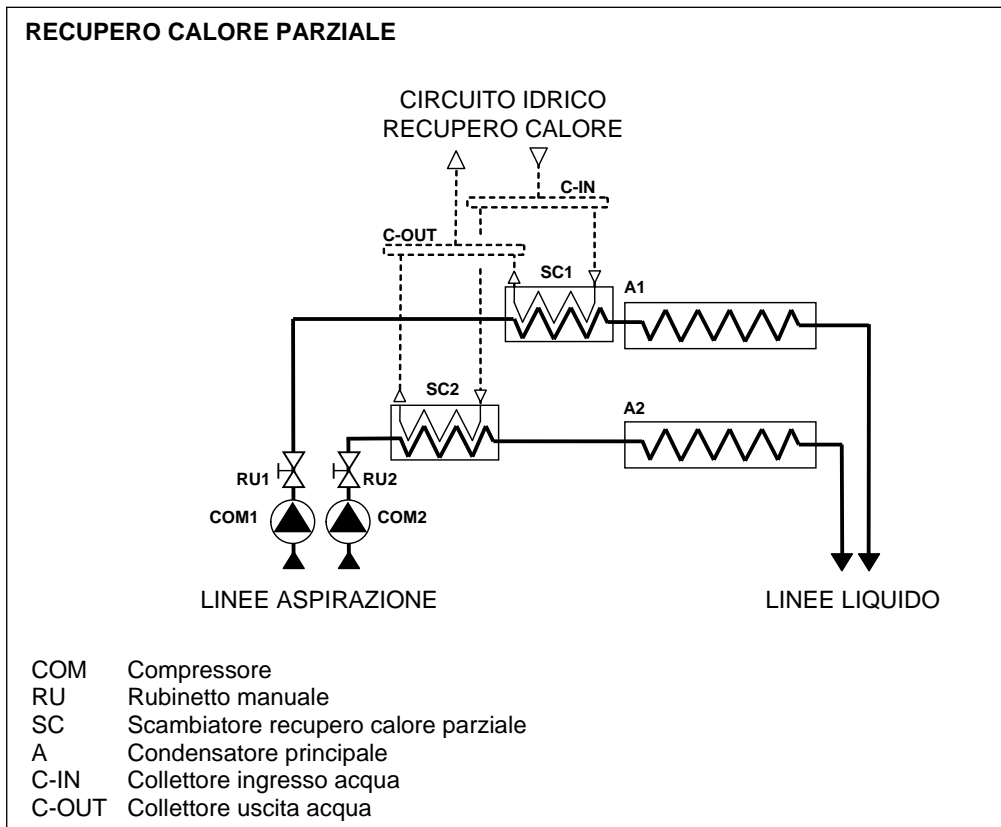 RECUPERO CALORE PARZIALE
CIRCUITO IDRICO
RECUPERO CALORE
C-IN
C-OUT
SC1
A1
SC2
A2
RU1
RU2
COM1
COM2
LINEE ASPIRAZIONE
LINEE LIQUIDO
COM Compressore
RU Rubinetto manuale
SC Scambiatore recupero calore parziale
A Condensatore principale
C-IN Collettore ingresso acqua
C-OUT Collettore uscita acqua